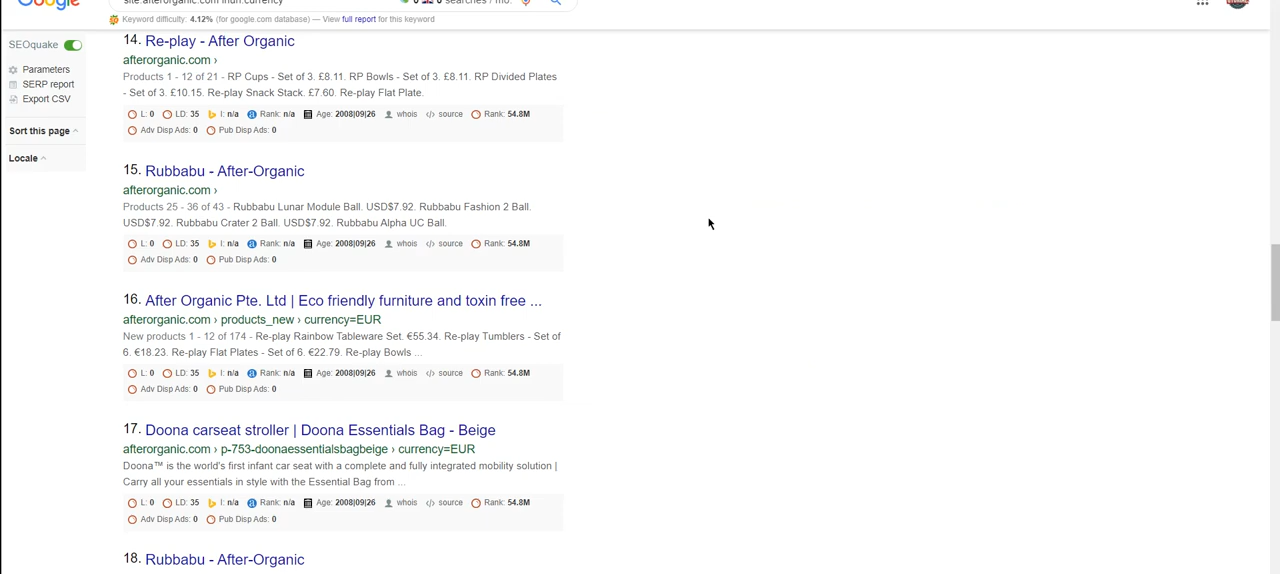 Google
site:afterorganic.com inurl:currency
0 0 searches / mo.
Keyword difficulty: 4.12% (for google.com database) — View full report for this keyword
SEOquake
Parameters
SERP report
Export CSV
Sort this page
Locale
14. Re-play - After Organic
afterorganic.com ›
Products 1 - 12 of 21 - RP Cups - Set of 3. £8.11. RP Bowls - Set of 3. £8.11. RP Divided Plates
- Set of 3. £10.15. Re-play Snack Stack. £7.60. Re-play Flat Plate.
L: 0 LD: 35 I: n/a Rank: n/a Age: 2008|09|26 whois source Rank: 54.8M
Adv Disp Ads: 0 Pub Disp Ads: 0
15. Rubbabu - After-Organic
afterorganic.com ›
Products 25 - 36 of 43 - Rubbabu Lunar Module Ball. USD$7.92. Rubbabu Fashion 2 Ball.
USD$7.92. Rubbabu Crater 2 Ball. USD$7.92. Rubbabu Alpha UC Ball.
L: 0 LD: 35 I: n/a Rank: n/a Age: 2008|09|26 whois source Rank: 54.8M
Adv Disp Ads: 0 Pub Disp Ads: 0
16. After Organic Pte. Ltd | Eco friendly furniture and toxin free ...
afterorganic.com › products_new › currency=EUR
New products 1 - 12 of 174 - Re-play Rainbow Tableware Set. €55.34. Re-play Tumblers - Set of
6. €18.23. Re-play Flat Plates - Set of 6. €22.79. Re-play Bowls ...
L: 0 LD: 35 I: n/a Rank: n/a Age: 2008|09|26 whois source Rank: 54.8M
Adv Disp Ads: 0 Pub Disp Ads: 0
17. Doona carseat stroller | Doona Essentials Bag - Beige
afterorganic.com › p-753-doonaessentialsbagbeige › currency=EUR
Doona™ is the world's first infant car seat with a complete and fully integrated mobility solution |
Carry all your essentials in style with the Essential Bag from ...
L: 0 LD: 35 I: n/a Rank: n/a Age: 2008|09|26 whois source Rank: 54.8M
Adv Disp Ads: 0 Pub Disp Ads: 0
18. Rubbabu - After-Organic